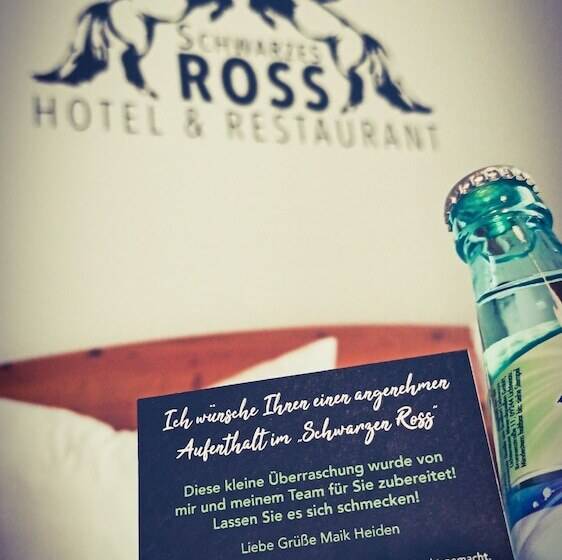 SCHWARZES
ROSS
HOTEL & RESTAURANT
Ich wünsche Ihnen einen angenehmen
Aufenthalt im „Schwarzen Ross“
Diese kleine Überraschung wurde von
mir und meinem Team für Sie zubereitet!
Lassen Sie es sich schmecken!
Liebe Grüße Maik Heiden
gemacht,